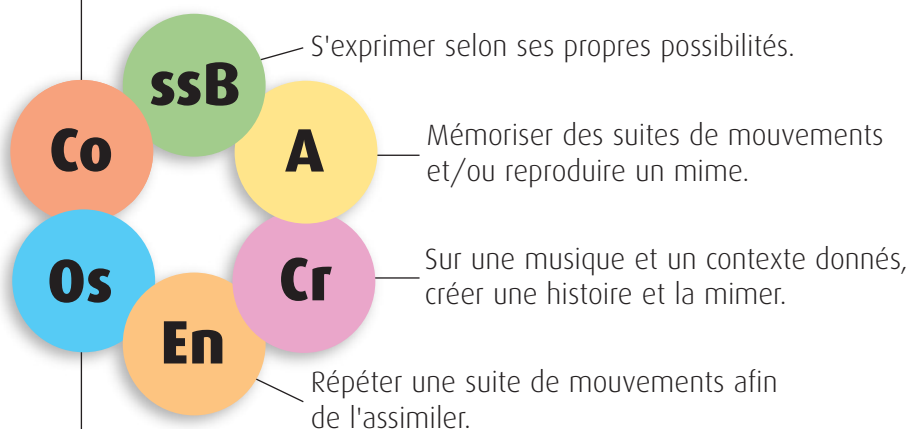 ssB
S'exprimer selon ses propres possibilités.
Co
A
Mémoriser des suites de mouvements
et/ou reproduire un mime.
Os
Cr
Sur une musique et un contexte donnés,
créer une histoire et la mimer.
En
Répéter une suite de mouvements afin
de l'assimiler.